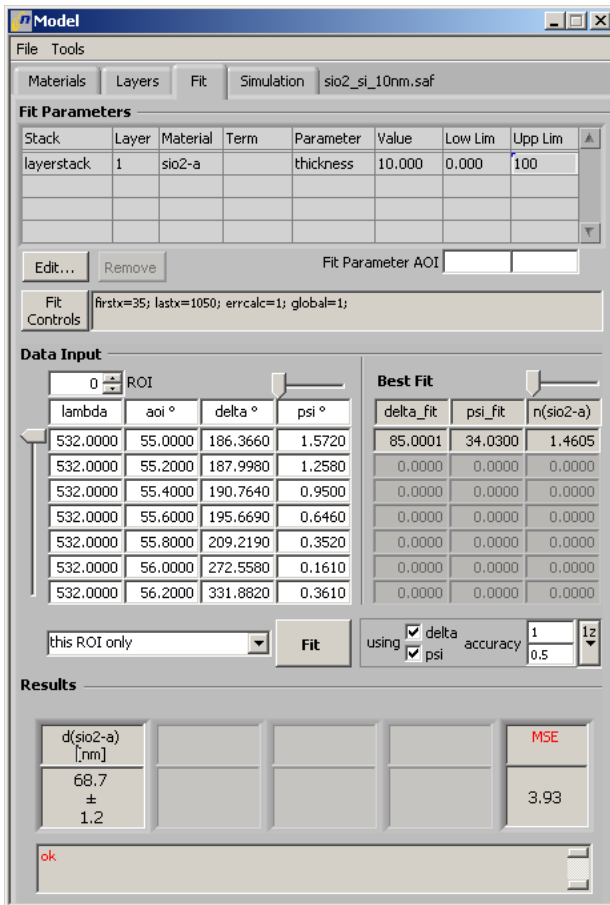 n Model
File Tools
Materials Layers Fit Simulation sio2_si_10nm.saf
Fit Parameters
Stack Layer Material Term Parameter Value Low Lim Upp Lim
layerstack 1 sio2-a thickness 10.000 0.000 100
Edit... Remove Fit Parameter AOI
Fit Controls firstx=35; lastx=1050; errcalc=1; global=1;
Data Input
0 ROI Best Fit
lambda aoi ° delta ° psi ° delta_fit psi_fit n(sio2-a)
532.0000 55.0000 186.3660 1.5720 85.0001 34.0300 1.4605
532.0000 55.2000 187.9980 1.2580 0.0000 0.0000 0.0000
532.0000 55.4000 190.7640 0.9500 0.0000 0.0000 0.0000
532.0000 55.6000 195.6690 0.6460 0.0000 0.0000 0.0000
532.0000 55.8000 209.2190 0.3520 0.0000 0.0000 0.0000
532.0000 56.0000 272.5580 0.1610 0.0000 0.0000 0.0000
532.0000 56.2000 331.8820 0.3610 0.0000 0.0000 0.0000
this ROI only Fit using delta psi accuracy 1 0.5 1z
Results
d(sio2-a) [nm] MSE
68.7 ± 1.2 3.93
ok